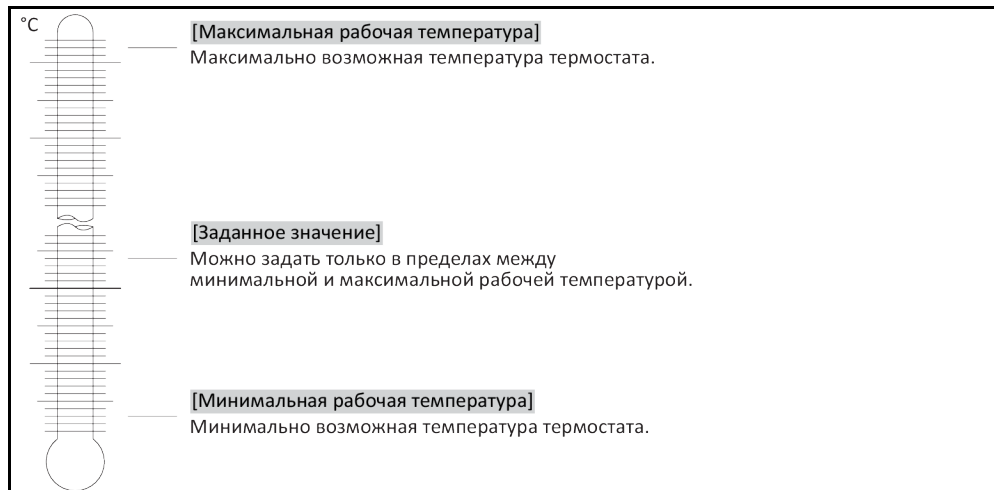 °C
[Максимальная рабочая температура]
Максимально возможная температура термостата.
[Заданное значение]
Можно задать только в пределах между
минимальной и максимальной рабочей температурой.
[Минимальная рабочая температура]
Минимально возможная температура термостата.